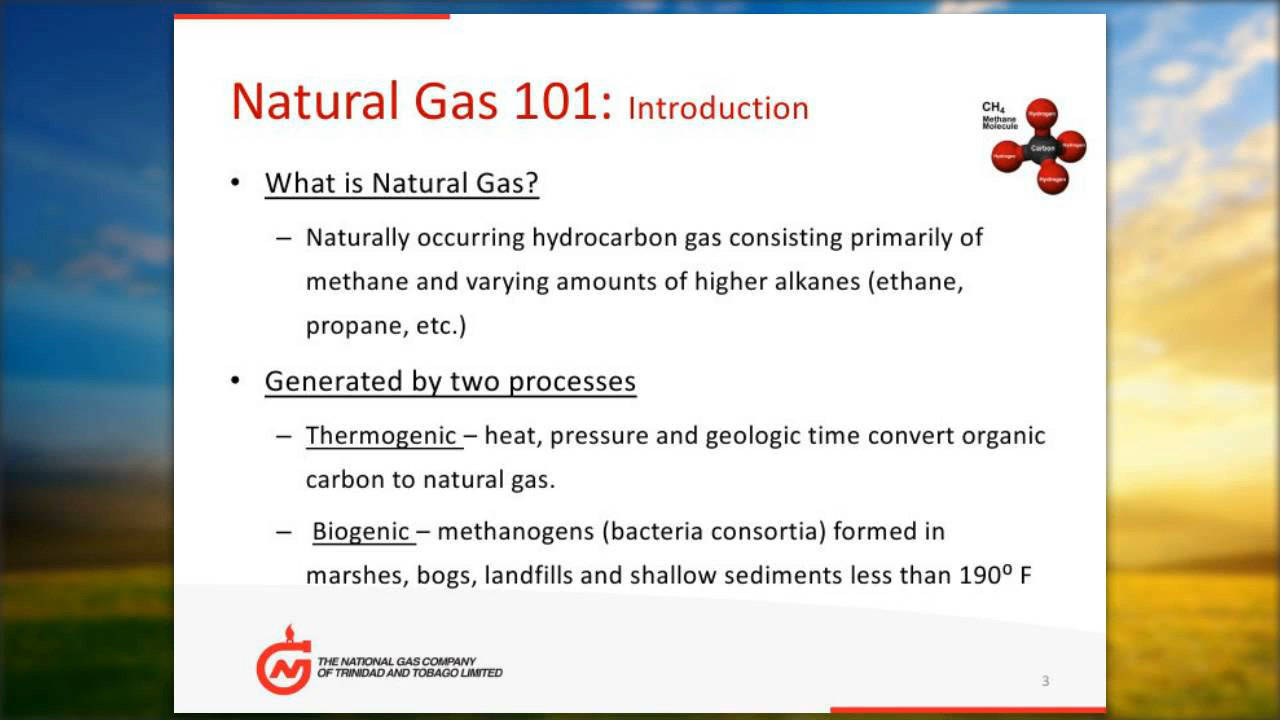 Natural Gas 101: Introduction
CH₄
Methane
Molecule
Hydrogen
Carbon
Hydrogen
Hydrogen
Hydrogen
• What is Natural Gas?
– Naturally occurring hydrocarbon gas consisting primarily of
methane and varying amounts of higher alkanes (ethane,
propane, etc.)
• Generated by two processes
– Thermogenic – heat, pressure and geologic time convert organic
carbon to natural gas.
– Biogenic – methanogens (bacteria consortia) formed in
marshes, bogs, landfills and shallow sediments less than 190⁰ F
THE NATIONAL GAS COMPANY
OF TRINIDAD AND TOBAGO LIMITED
3